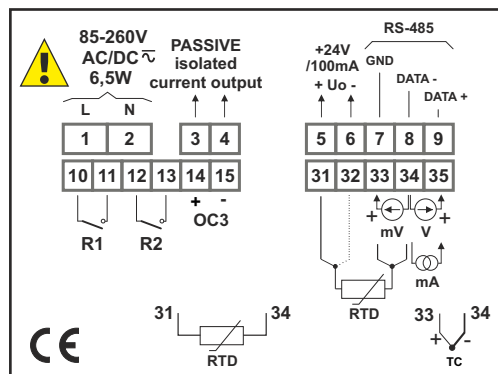 85-260V
AC/DC
6,5W
L N
PASSIVE
isolated
current output
+24V
/100mA
+ Uo -
RS-485
GND
DATA -
DATA +
1 2 3 4
5 6 7 8 9
10 11 12 13 14 15
31 32 33 34 35
R1 R2
+ -
OC3
+ mV V +
mA
RTD
31 34
RTD
33 34
+ -
TC
CE